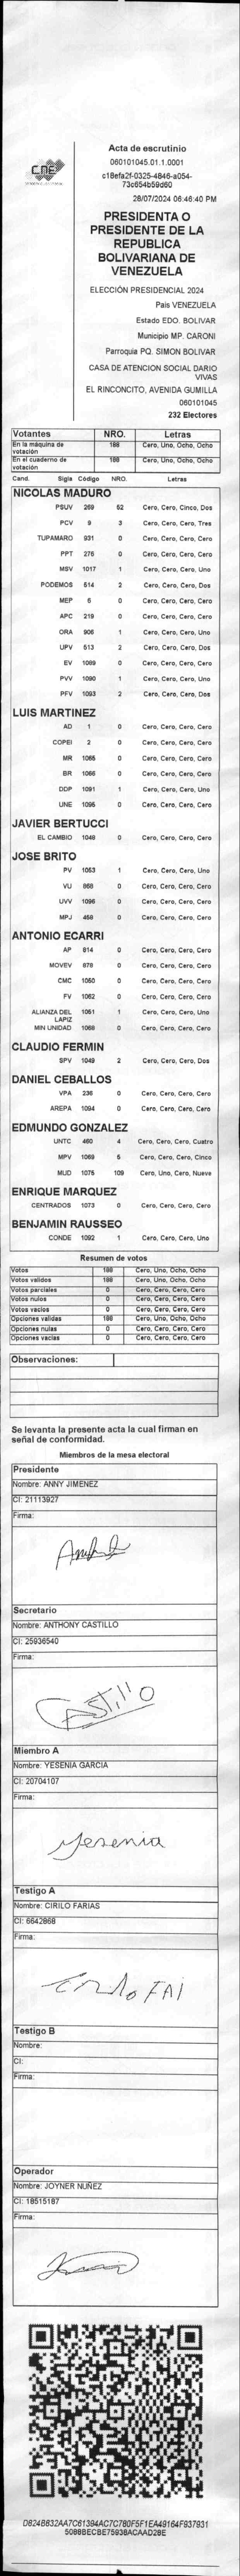 CNE
Acta de escrutinio
060101045.01.1.0001
c18efa2f-0325-4846-a054-
73c654b59d60
28/07/2024 06:46:40 PM
PRESIDENTA O
PRESIDENTE DE LA
REPUBLICA
BOLIVARIANA DE
VENEZUELA
ELECCIÓN PRESIDENCIAL 2024
Pais VENEZUELA
Estado EDO. BOLIVAR
Municipio MP. CARONI
Parroquia PQ. SIMON BOLIVAR
CASA DE ATENCION SOCIAL DARIO
VIVAS
EL RINCONCITO, AVENIDA GUMILLA
060101045
232 Electores
Votantes NRO. Letras
En la máquina de votación 188 Cero, Uno, Ocho, Ocho
En el cuaderno de votación 188 Cero, Uno, Ocho, Ocho
Cand. Sigla Código NRO. Letras
NICOLAS MADURO
PSUV 269 52 Cero, Cero, Cinco, Dos
PCV 9 3 Cero, Cero, Cero, Tres
TUPAMARO 931 0 Cero, Cero, Cero, Cero
PPT 276 0 Cero, Cero, Cero, Cero
MSV 1017 1 Cero, Cero, Cero, Uno
PODEMOS 514 2 Cero, Cero, Cero, Dos
MEP 6 0 Cero, Cero, Cero, Cero
APC 219 0 Cero, Cero, Cero, Cero
ORA 906 1 Cero, Cero, Cero, Uno
UPV 513 2 Cero, Cero, Cero, Dos
EV 1089 0 Cero, Cero, Cero, Cero
PVV 1090 1 Cero, Cero, Cero, Uno
PFV 1093 2 Cero, Cero, Cero, Dos
LUIS MARTINEZ
AD 1 0 Cero, Cero, Cero, Cero
COPEI 2 0 Cero, Cero, Cero, Cero
MR 1065 0 Cero, Cero, Cero, Cero
BR 1066 0 Cero, Cero, Cero, Cero
DDP 1091 1 Cero, Cero, Cero, Uno
UNE 1095 0 Cero, Cero, Cero, Cero
JAVIER BERTUCCI
EL CAMBIO 1048 0 Cero, Cero, Cero, Cero
JOSE BRITO
PV 1053 1 Cero, Cero, Cero, Uno
VU 868 0 Cero, Cero, Cero, Cero
UVV 1096 0 Cero, Cero, Cero, Cero
MPJ 458 0 Cero, Cero, Cero, Cero
ANTONIO ECARRI
AP 814 0 Cero, Cero, Cero, Cero
MOVEV 878 0 Cero, Cero, Cero, Cero
CMC 1050 0 Cero, Cero, Cero, Cero
FV 1062 0 Cero, Cero, Cero, Cero
ALIANZA DEL LAPIZ 1051 1 Cero, Cero, Cero, Uno
MIN UNIDAD 1068 0 Cero, Cero, Cero, Cero
CLAUDIO FERMIN
SPV 1049 2 Cero, Cero, Cero, Dos
DANIEL CEBALLOS
VPA 236 0 Cero, Cero, Cero, Cero
AREPA 1094 0 Cero, Cero, Cero, Cero
EDMUNDO GONZALEZ
UNTC 460 4 Cero, Cero, Cero, Cuatro
MPV 1069 5 Cero, Cero, Cero, Cinco
MUD 1075 109 Cero, Uno, Cero, Nueve
ENRIQUE MARQUEZ
CENTRADOS 1073 0 Cero, Cero, Cero, Cero
BENJAMIN RAUSSEO
CONDE 1092 1 Cero, Cero, Cero, Uno
Resumen de votos
Votos 188 Cero, Uno, Ocho, Ocho
Votos validos 188 Cero, Uno, Ocho, Ocho
Votos parciales 0 Cero, Cero, Cero, Cero
Votos nulos 0 Cero, Cero, Cero, Cero
Votos vacios 0 Cero, Cero, Cero, Cero
Opciones validas 188 Cero, Uno, Ocho, Ocho
Opciones nulas 0 Cero, Cero, Cero, Cero
Opciones vacias 0 Cero, Cero, Cero, Cero
Observaciones:
Se levanta la presente acta la cual firman en
señal de conformidad.
Miembros de la mesa electoral
Presidente
Nombre: ANNY JIMENEZ
CI: 21113927
Firma:
Secretario
Nombre: ANTHONY CASTILLO
CI: 25936540
Firma:
CASTILLO
Miembro A
Nombre: YESENIA GARCIA
CI: 20704107
Firma:
Yesenia
Testigo A
Nombre: CIRILO FARIAS
CI: 6642868
Firma:
Testigo B
Nombre:
CI:
Firma:
Operador
Nombre: JOYNER NUÑEZ
CI: 18515187
Firma:
D824B832AA7C61394AC7C780F5F1EA49164F937931
5088BECBE75938ACAAD28E